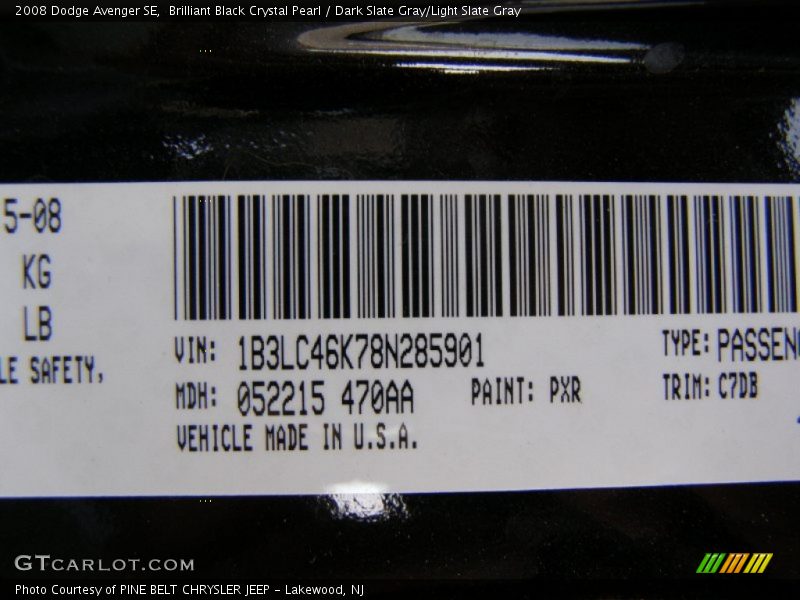 2008 Dodge Avenger SE,  Brilliant Black Crystal Pearl / Dark Slate Gray/Light Slate Gray
5-08
KG
LB
LE SAFETY,
VIN: 1B3LC46K78N285901
TYPE: PASSEN
MDH: 052215 470AA
PAINT: PXR
TRIM: C7DB
VEHICLE MADE IN U.S.A.
GTCARLOT.COM
Photo Courtesy of PINE BELT CHRYSLER JEEP - Lakewood, NJ